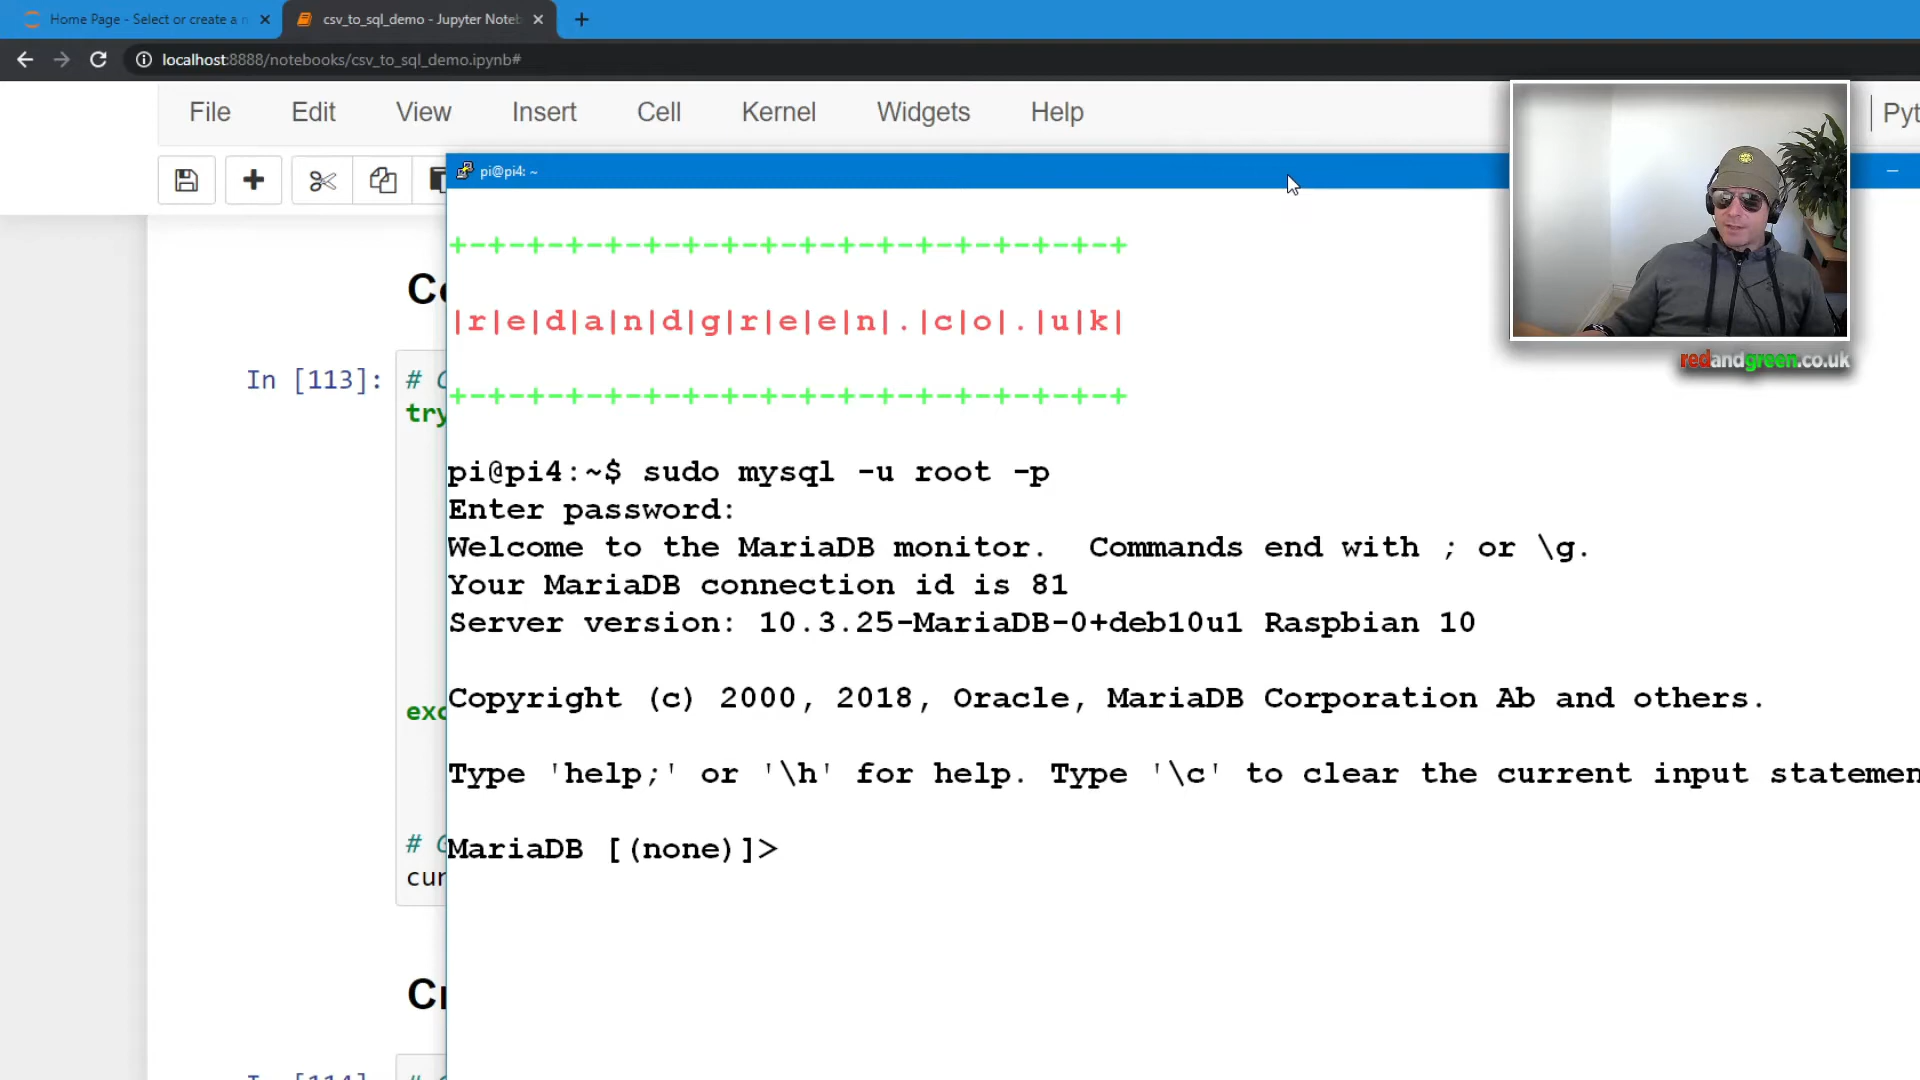 Home Page - Select or create a n
csv_to_sql_demo - Jupyter Noteb
localhost:8888/notebooks/csv_to_sql_demo.ipynb#
File Edit View Insert Cell Kernel Widgets Help
Pyt
pi@pi4: ~
+-+-+-+-+-+-+-+-+-+-+-+-+-+-+-+-+-+
|r|e|d|a|n|d|g|r|e|e|n|.|c|o|.|u|k|
+-+-+-+-+-+-+-+-+-+-+-+-+-+-+-+-+-+
redandgreen.co.uk
In [113]:
try
exc
cur
pi@pi4:~$ sudo mysql -u root -p
Enter password:
Welcome to the MariaDB monitor.  Commands end with ; or \g.
Your MariaDB connection id is 81
Server version: 10.3.25-MariaDB-0+deb10u1 Raspbian 10
Copyright (c) 2000, 2018, Oracle, MariaDB Corporation Ab and others.
Type 'help;' or '\h' for help. Type '\c' to clear the current input statemen
MariaDB [(none)]>
In [114]: